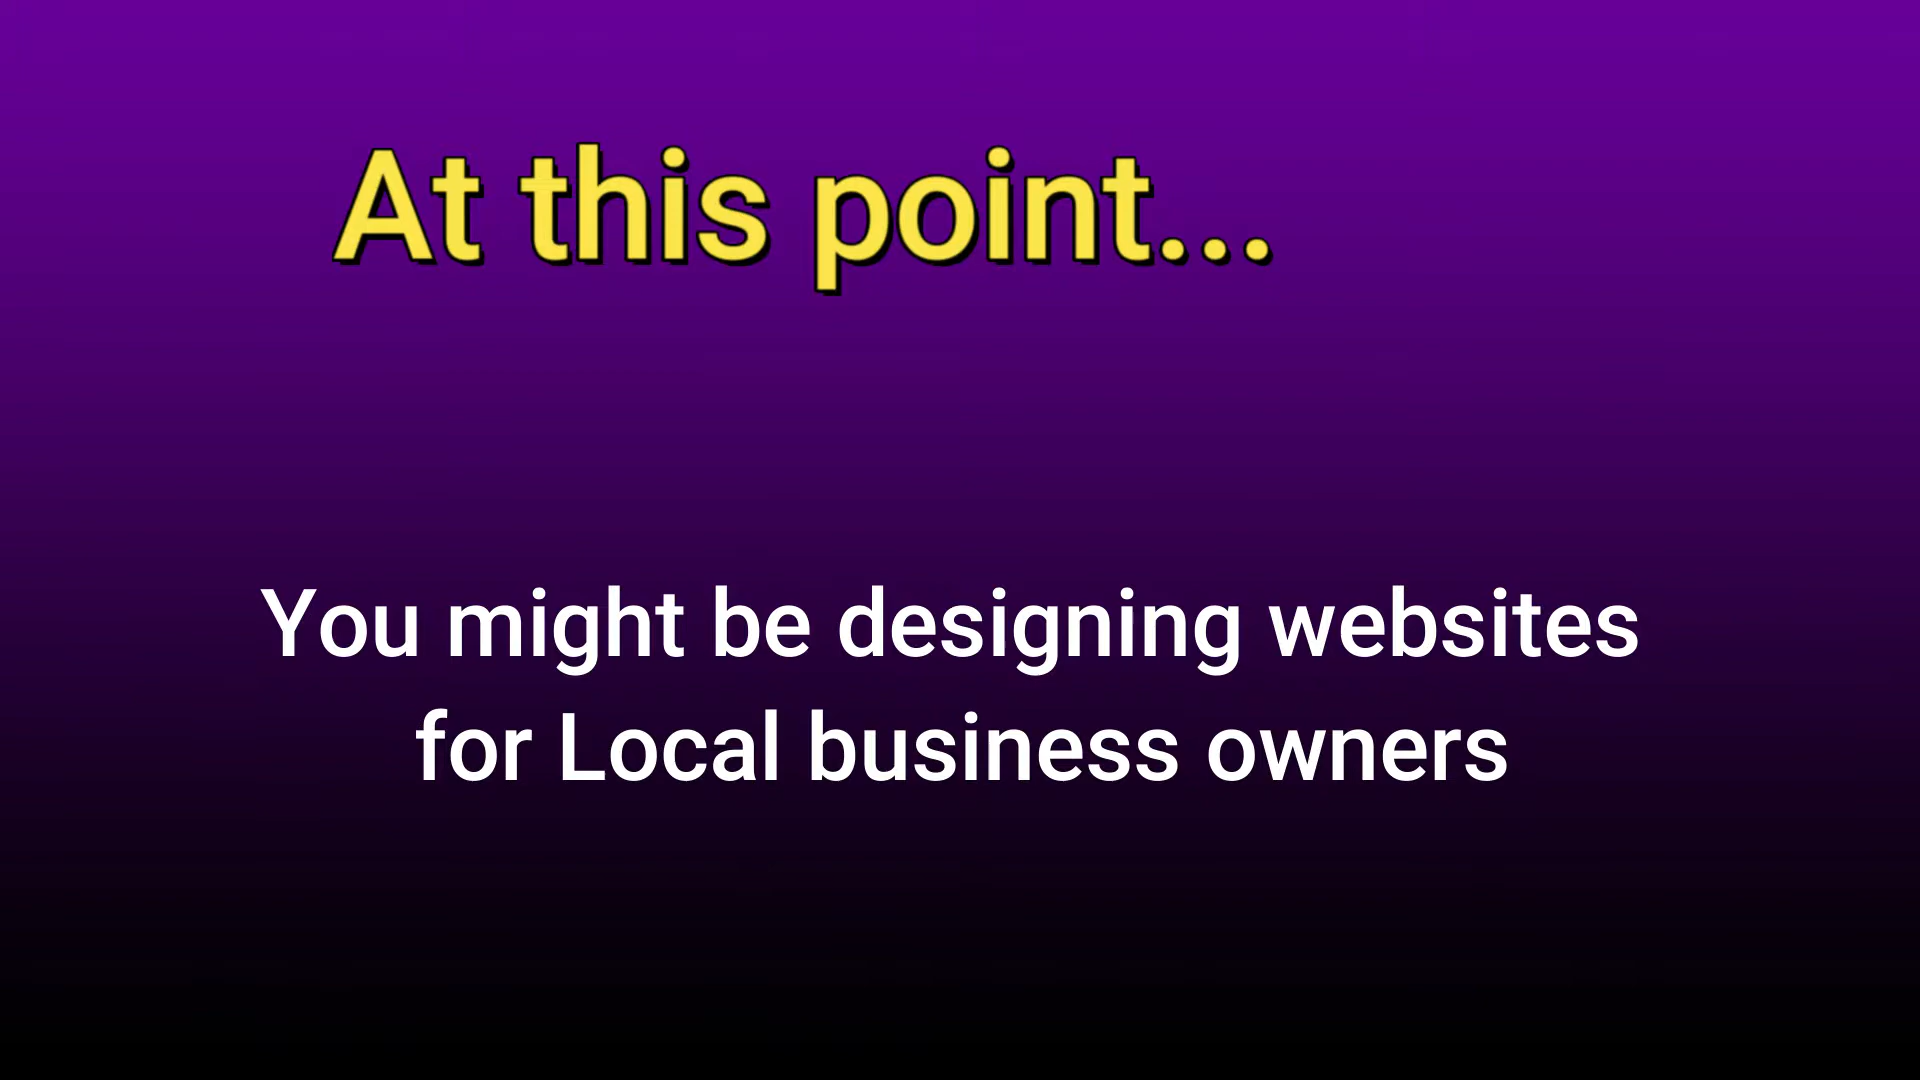 At this point...
You might be designing websites
for Local business owners